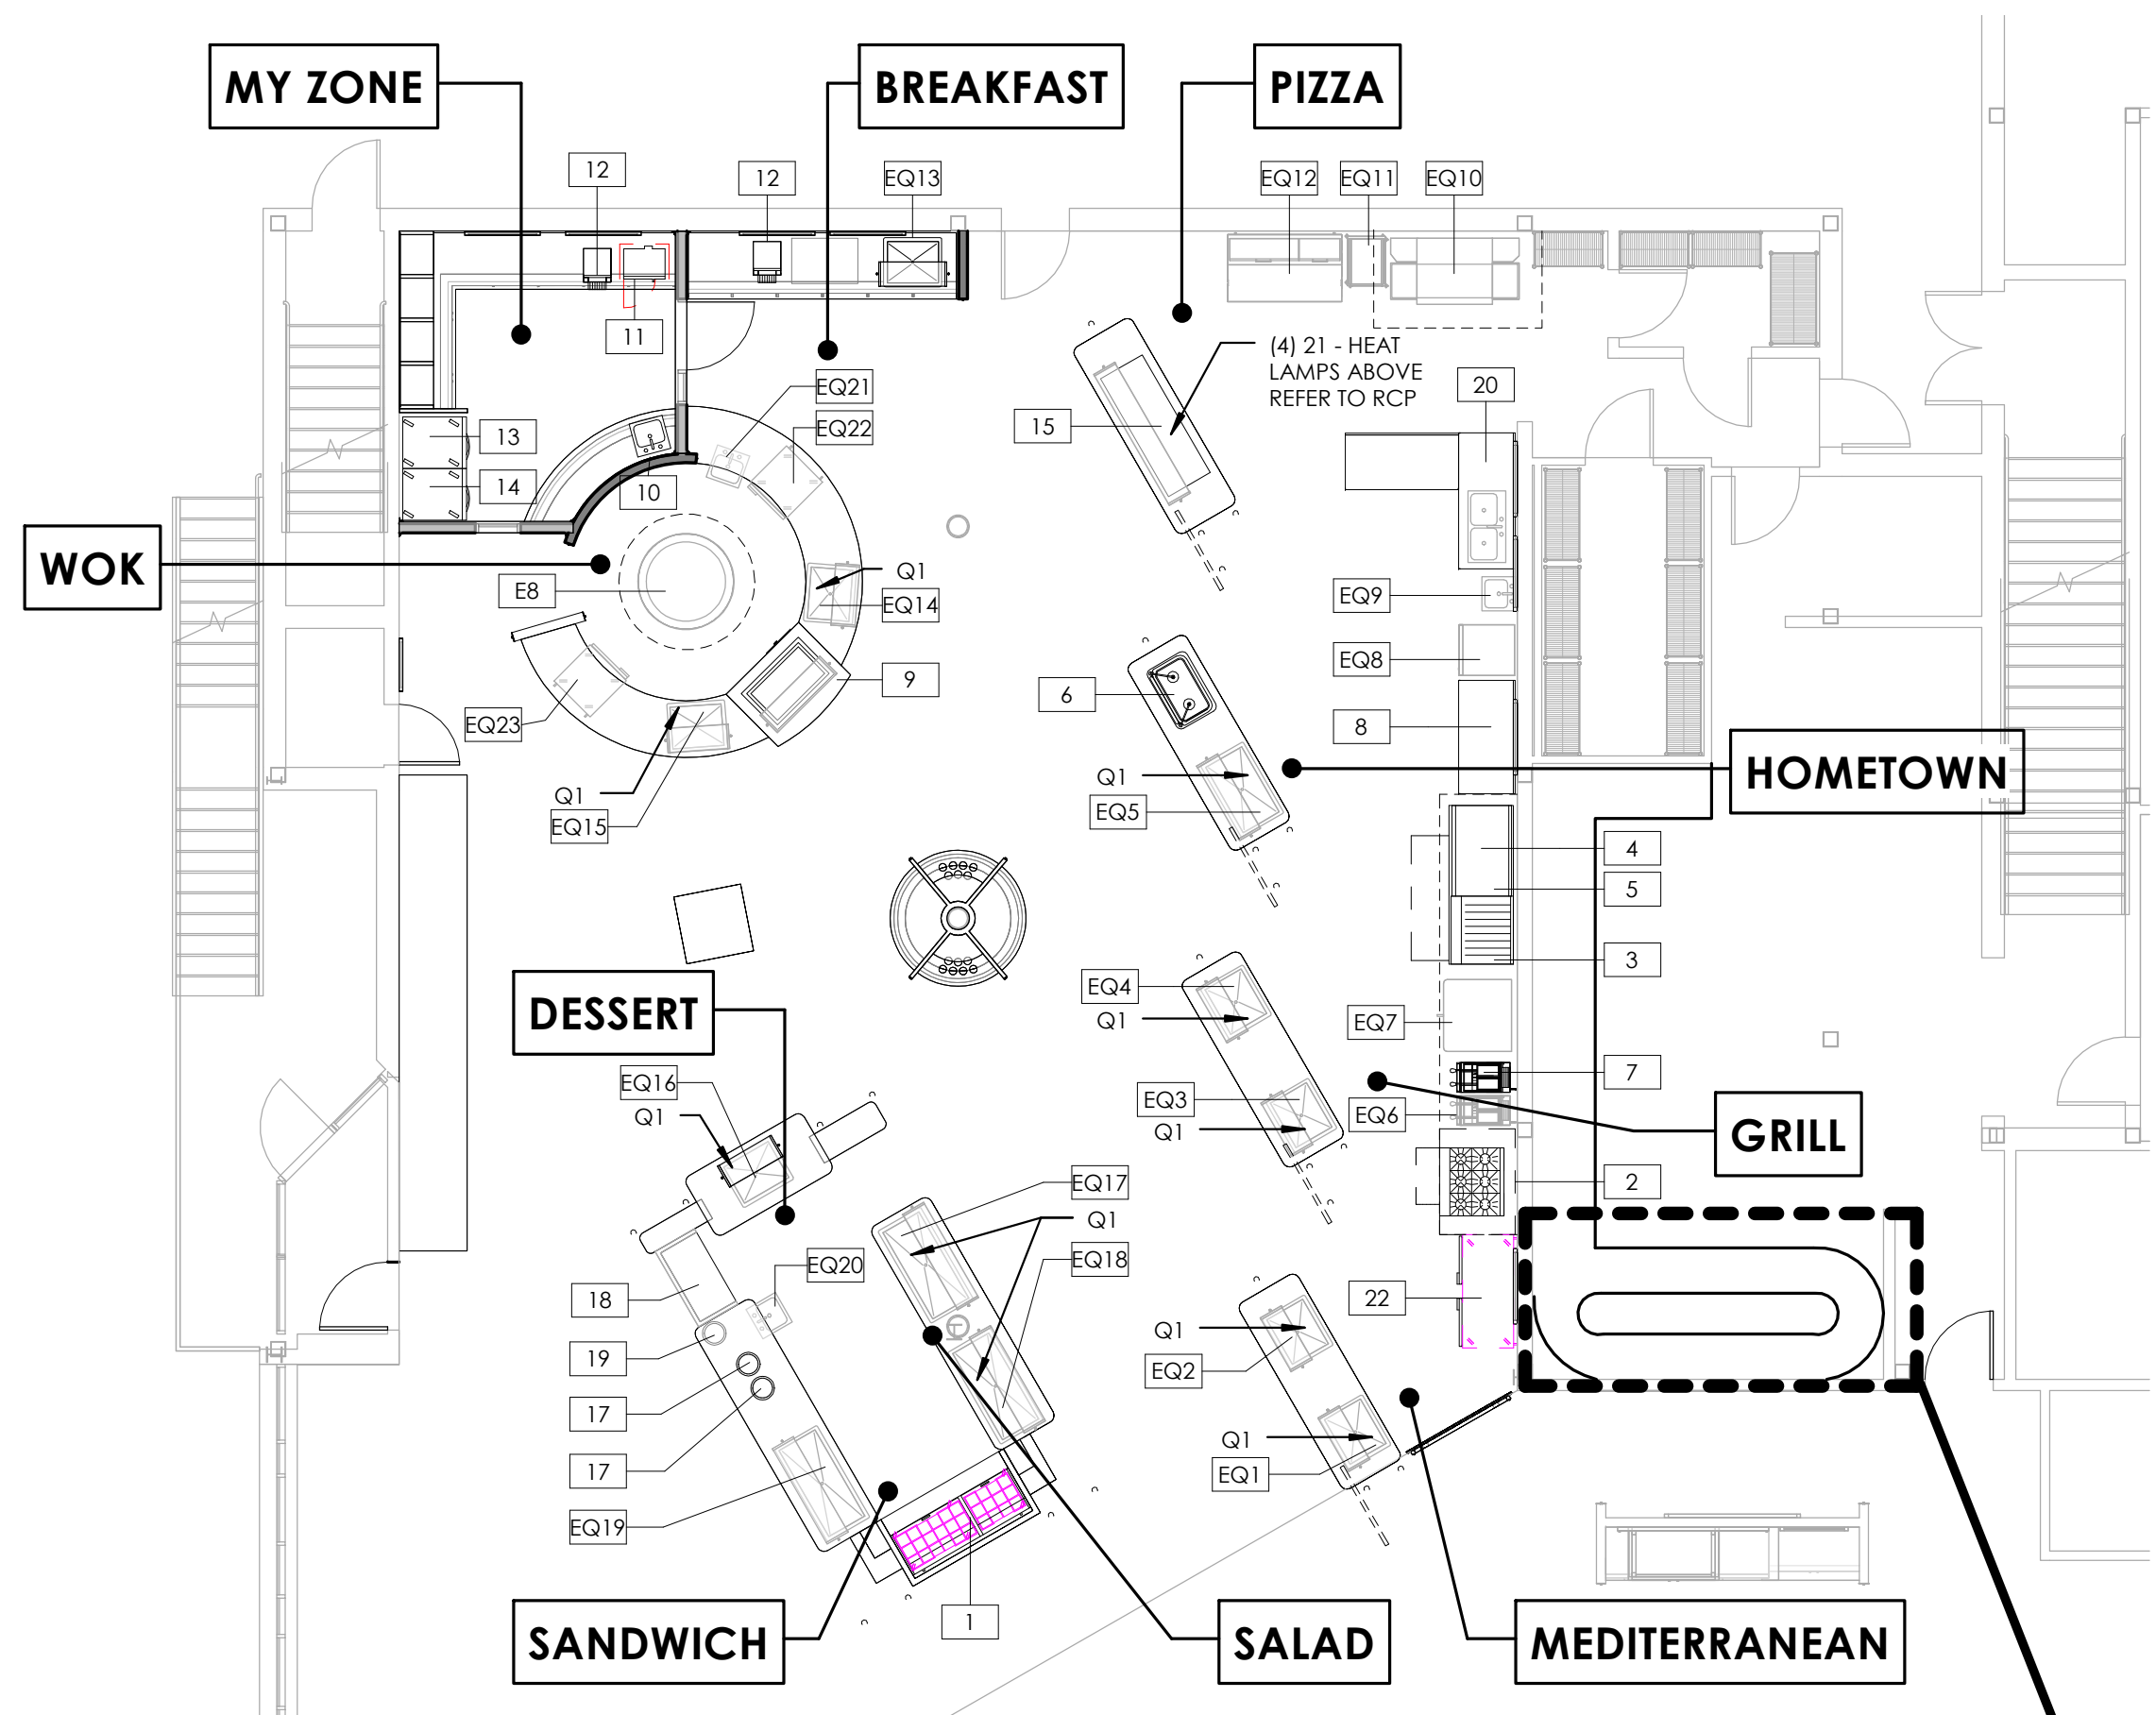 MY ZONE
BREAKFAST
PIZZA
12
12
EQ13
EQ12
EQ11
EQ10
11
(4) 21 - HEAT
LAMPS ABOVE
REFER TO RCP
EQ21
20
EQ22
15
13
14
10
WOK
Q1
E8
EQ14
EQ9
EQ8
9
6
EQ23
8
HOMETOWN
Q1
Q1
EQ5
EQ15
4
5
3
EQ4
DESSERT
Q1
EQ7
7
EQ16
EQ3
EQ6
Q1
Q1
GRILL
EQ17
2
Q1
EQ20
EQ18
18
22
Q1
19
EQ2
17
Q1
17
EQ1
EQ19
1
SANDWICH
SALAD
MEDITERRANEAN